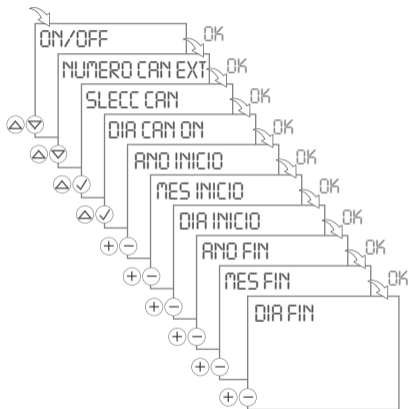 ON/OFF
OK
NUMERO CAN EXT
OK
SLECC CAN
OK
DIA CAN ON
OK
ANO INICIO
OK
MES INICIO
OK
DIA INICIO
OK
ANO FIN
OK
MES FIN
OK
DIA FIN